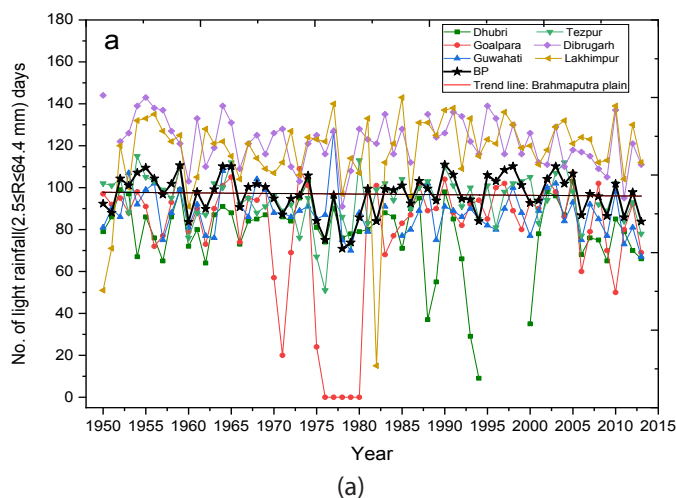 a
Dhubri
Tezpur
Goalpara
Dibrugarh
Guwahati
Lakhimpur
BP
Trend line: Brahmaputra plain
No. of light rainfall(2.5≤R≤64.4 mm) days
180
160
140
120
100
80
60
40
20
0
1950 1955 1960 1965 1970 1975 1980 1985 1990 1995 2000 2005 2010 2015
Year
(a)